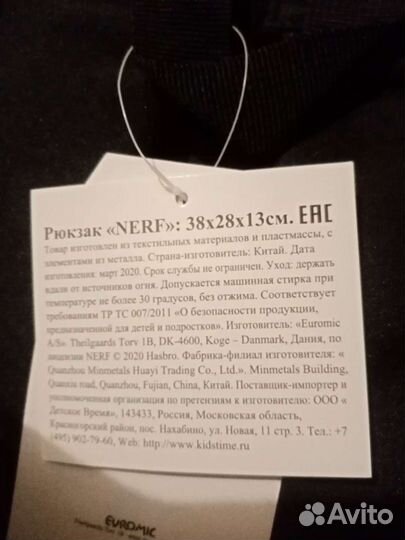 Рюкзак «NERF»: 38х28х13см. ЕАС
Товар изготовлен из текстильных материалов и пластмассы, с
элементами из металла. Страна-изготовитель: Китай. Дата
изготовления: март 2020. Срок службы не ограничен. Уход: держать
вдали от источников огня. Допускается машинная стирка при
температуре не более 30 градусов, без отжима. Соответствует
требованиям ТР ТС 007/2011 «О безопасности продукции,
предназначенной для детей и подростков». Изготовитель: «Euromic
A/S» Theilgaards Torv 1B, DK-4600, Koge – Danmark, Дания, по
лицензии NERF © 2020 Hasbro. Фабрика-филиал изготовителя: «
Quanzhou Minmetals Huayi Trading Co., Ltd.». Minmetals Building,
Quanxiu road, Quanzhou, Fujian, China, Китай. Поставщик-импортер и
уполномоченная организация по претензиям к изготовителю: ООО «
Детское Время», 143433, Россия, Московская область,
Красногорский район, пос. Нахабино, ул. Новая, 11 стр. 3. Тел.: +7
(495) 902-79-60, Web: http://www.kidstime.ru
EUROMIC
Avito